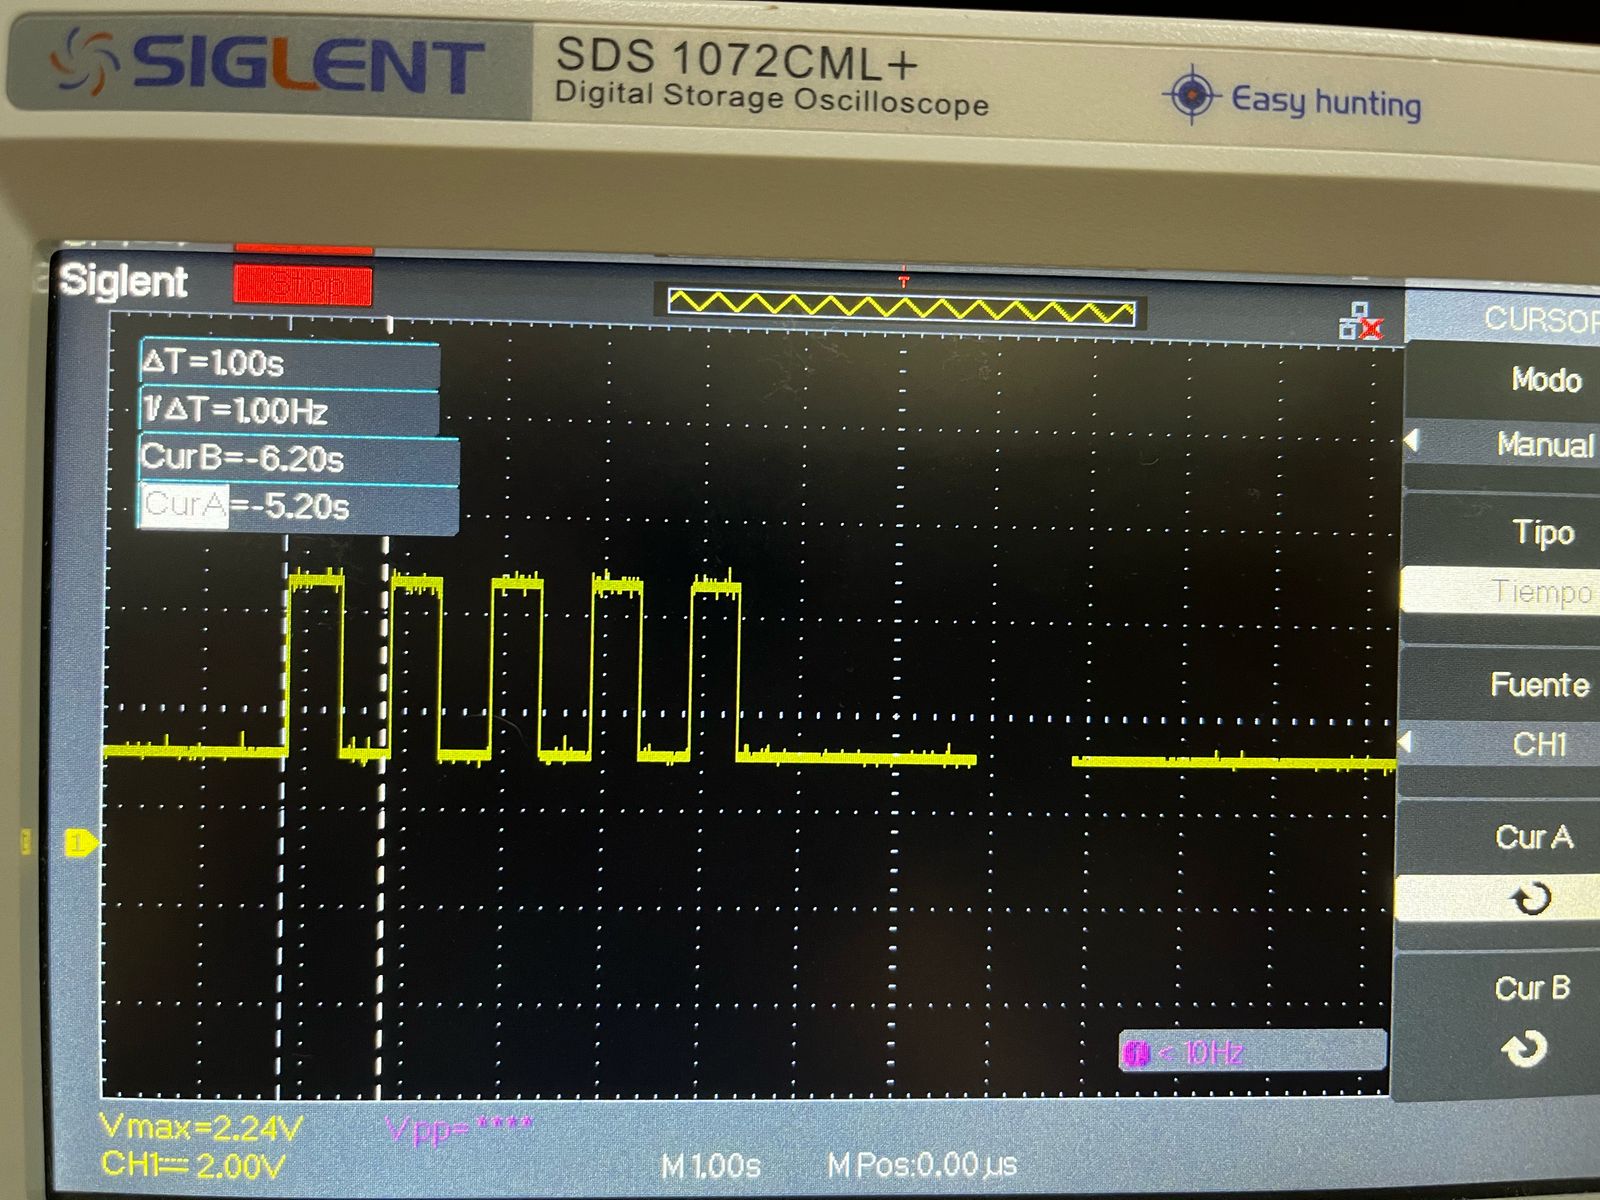 SIGLENT
SDS 1072CML+
Digital Storage Oscilloscope
Easy hunting
Siglent
Stop
T
CURSOR
ΔT=1.00s
1/ΔT=1.00Hz
CurB=-6.20s
CurA=-5.20s
Modo
Manual
Tipo
Tiempo
Fuente
CH1
Cur A
Cur B
1
< 10Hz
Vmax=2.24V
Vpp=****
CH1 2.00V
M 1.00s
M Pos:0.00µs